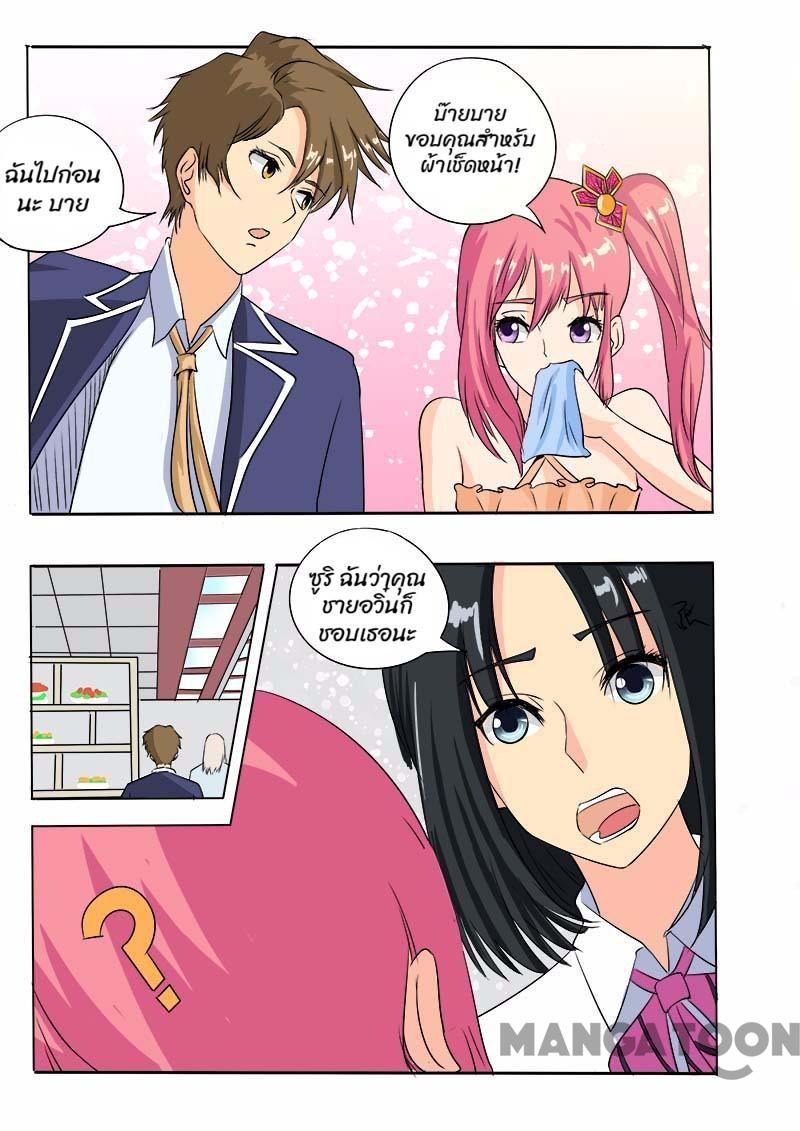 ฉันไปก่อน
นะ บาย
บ๊ายบาย
ขอบคุณสำหรับ
ผ้าเช็ดหน้า!
ซูริ ฉันว่าคุณ
ชายอวิ๋นก็
ชอบเธอนะ
?
MANGATOON